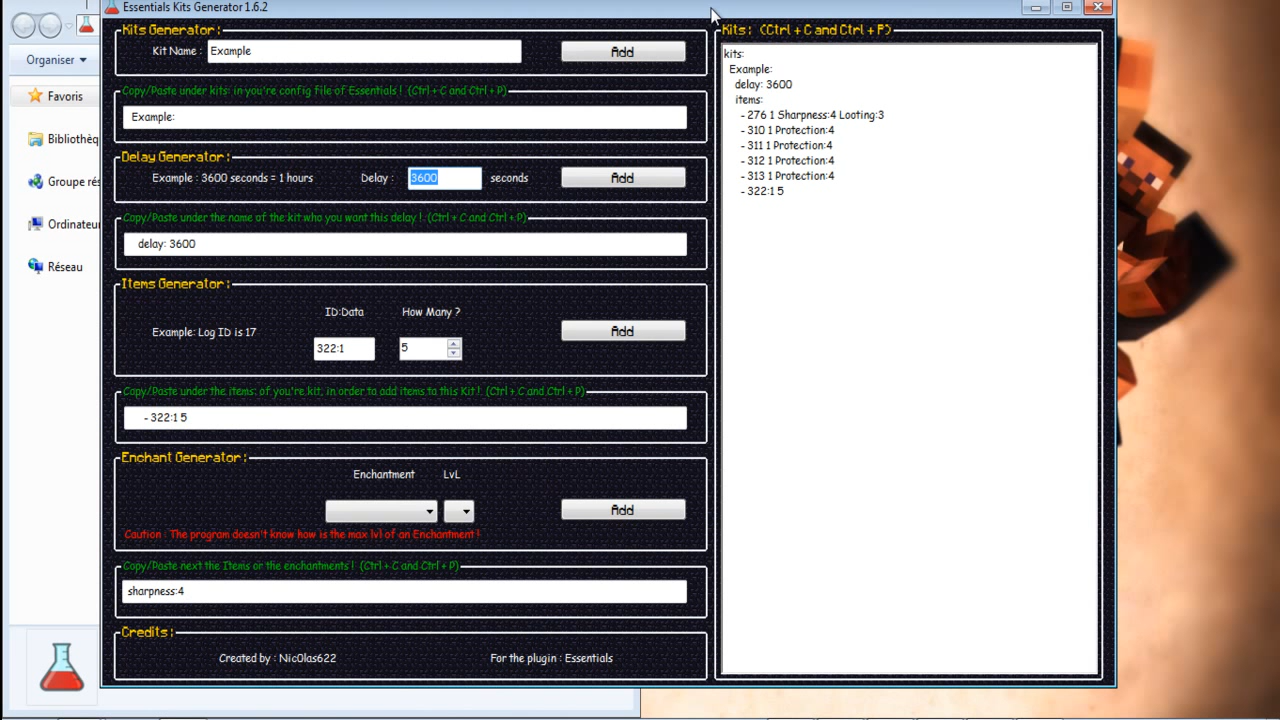 Essentials Kits Generator 1.6.2
Organiser
Favoris
Bibliothèq
Groupe rés
Ordinateu
Réseau
Kits Generator :
Kit Name : Example Add
Copy/Paste under kits: in you're config file of Essentials ! (Ctrl + C and Ctrl + P)
Example:
Delay Generator :
Example : 3600 seconds = 1 hours Delay : 3600 seconds Add
Copy/Paste under the name of the kit who you want this delay ! (Ctrl + C and Ctrl + P)
delay: 3600
Items Generator :
ID:Data How Many ?
Example: Log ID is 17 Add
322:1 5
Copy/Paste under the items: of you're kit, in order to add items to this Kit ! (Ctrl + C and Ctrl + P)
- 322:1 5
Enchant Generator :
Enchantment LvL
Add
Caution : The program doesn't know how is the max lvl of an Enchantment !
Copy/Paste next the Items or the enchantments ! (Ctrl + C and Ctrl + P)
sharpness:4
Credits :
Created by : Nic0las622 For the plugin : Essentials
Kits : (Ctrl + C and Ctrl + P)
kits:
Example:
delay: 3600
items:
- 276 1 Sharpness:4 Looting:3
- 310 1 Protection:4
- 311 1 Protection:4
- 312 1 Protection:4
- 313 1 Protection:4
- 322:1 5